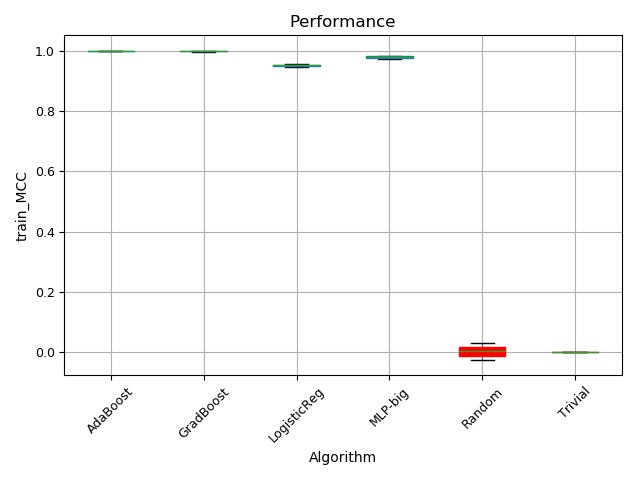 Performance
train_MCC
1.0
0.8
0.6
0.4
0.2
0.0
AdaBoost
GradBoost
LogisticReg
MLP-big
Random
Trivial
Algorithm